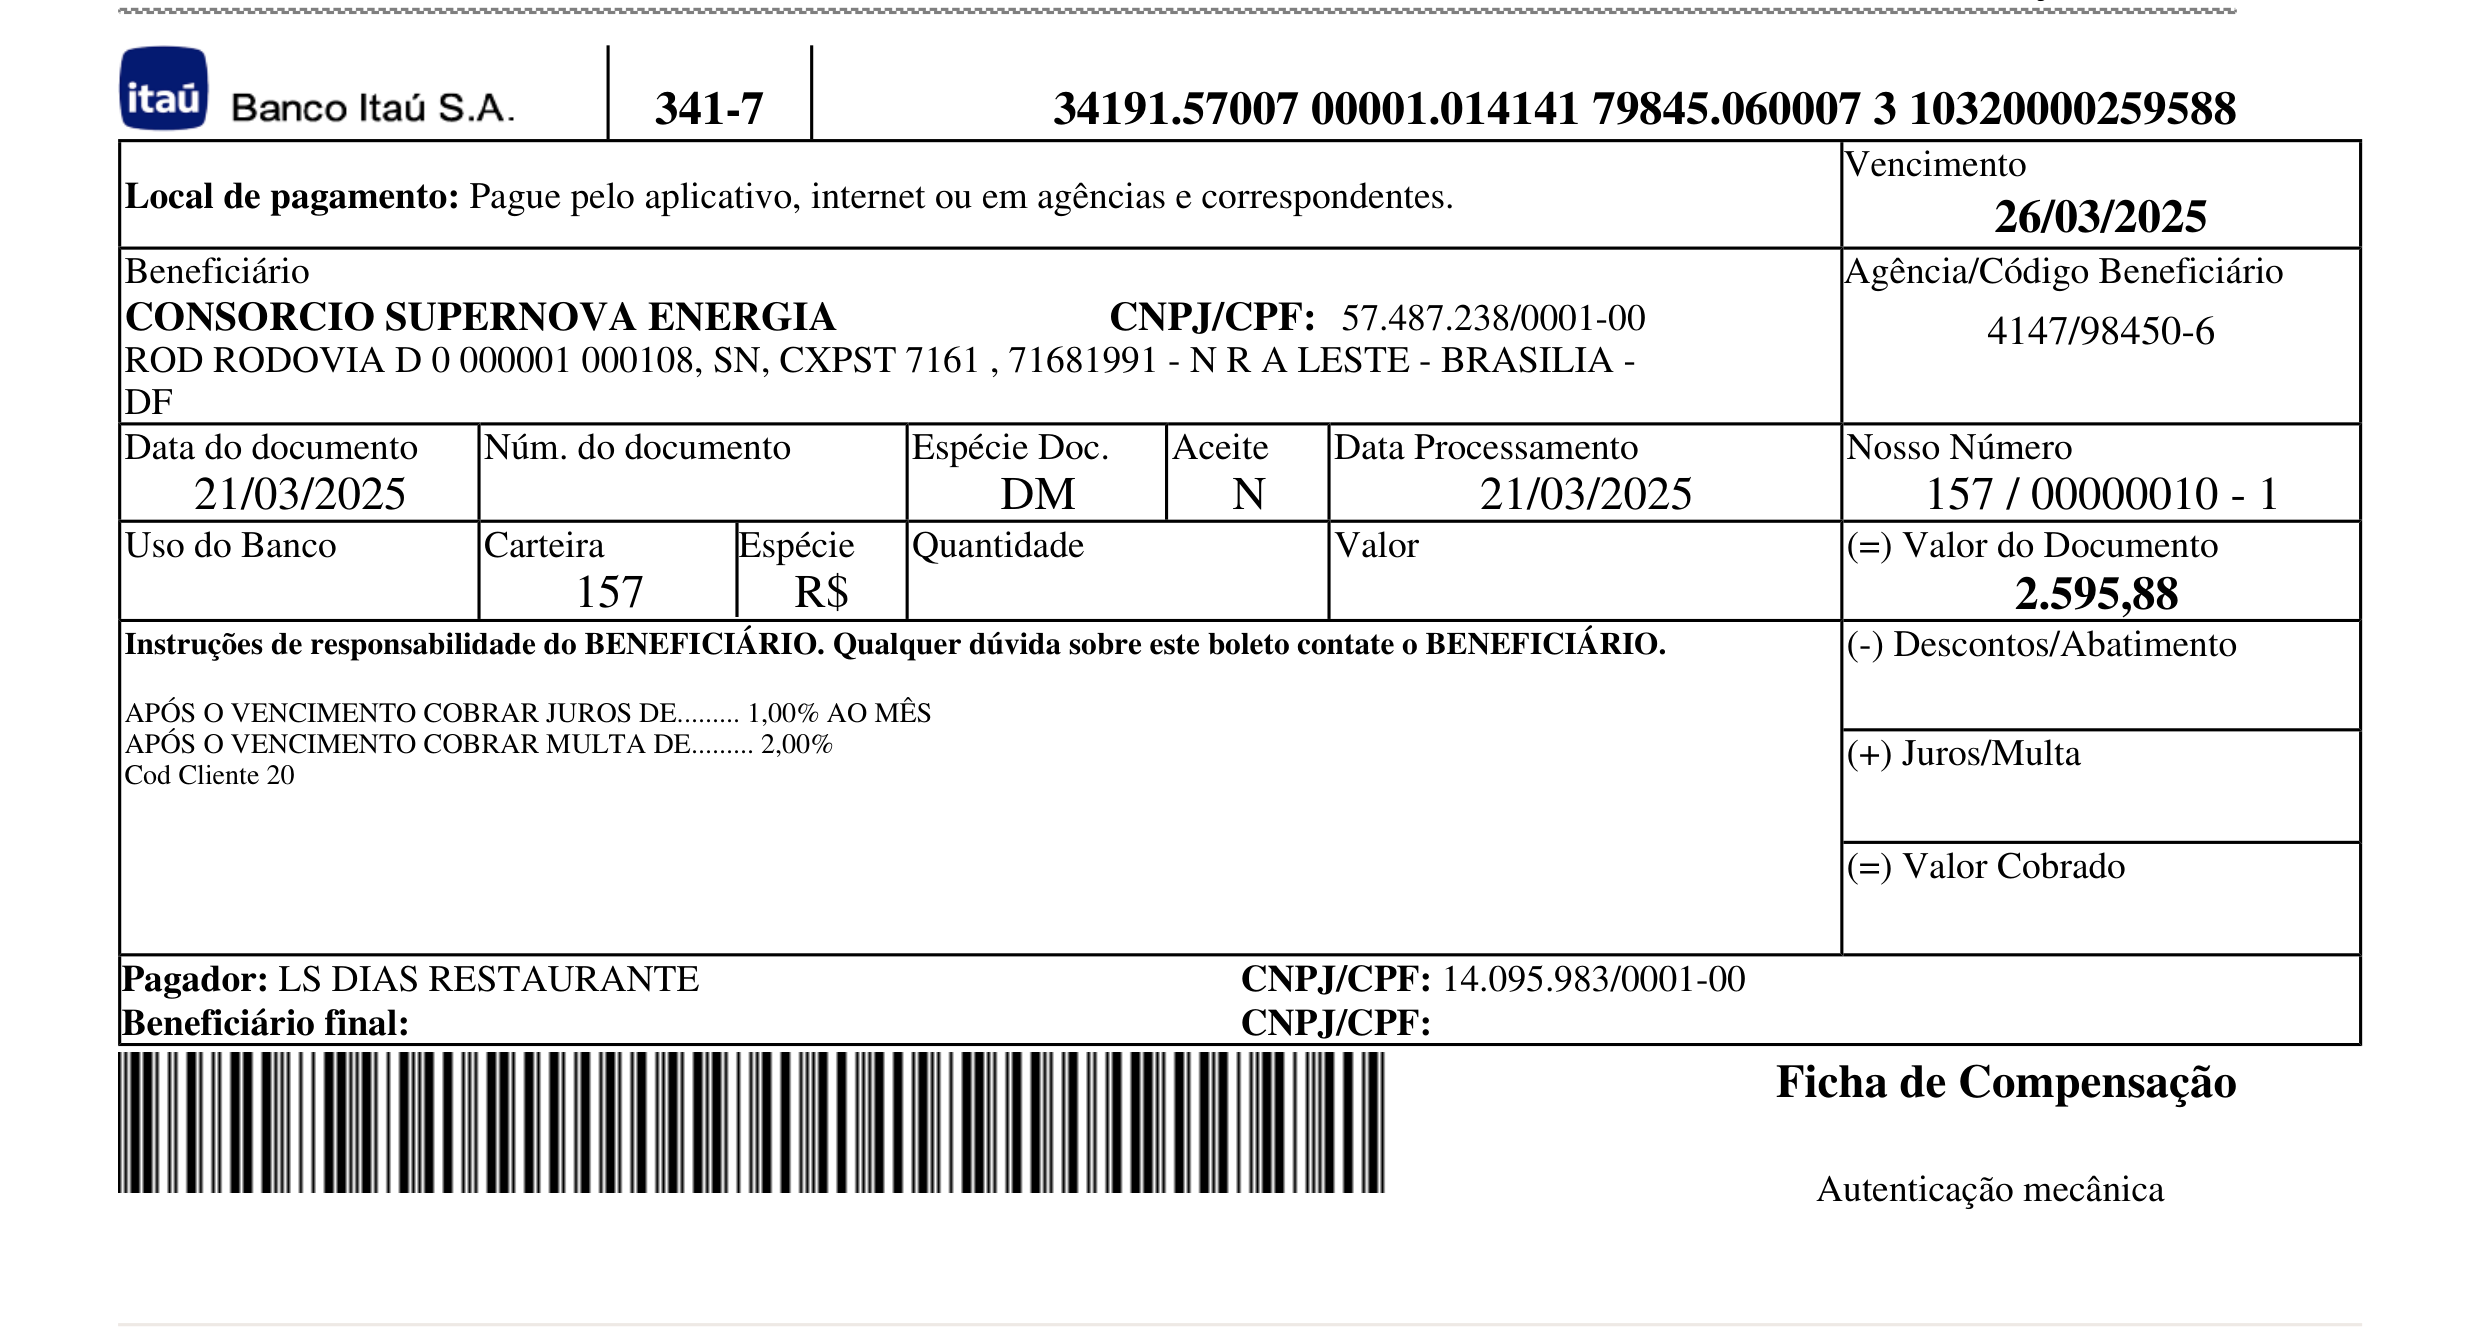 itaú Banco Itaú S.A. 341-7 34191.57007 00001.014141 79845.060007 3 10320000259588
Local de pagamento: Pague pelo aplicativo, internet ou em agências e correspondentes.
Vencimento
26/03/2025
Beneficiário
CONSORCIO SUPERNOVA ENERGIA CNPJ/CPF: 57.487.238/0001-00
ROD RODOVIA D 0 000001 000108, SN, CXPST 7161 , 71681991 - N R A LESTE - BRASILIA -
DF
Agência/Código Beneficiário
4147/98450-6
Data do documento
21/03/2025
Núm. do documento
Espécie Doc.
DM
Aceite
N
Data Processamento
21/03/2025
Nosso Número
157 / 00000010 - 1
Uso do Banco
Carteira
157
Espécie
R$
Quantidade
Valor
(=) Valor do Documento
2.595,88
Instruções de responsabilidade do BENEFICIÁRIO. Qualquer dúvida sobre este boleto contate o BENEFICIÁRIO.
APÓS O VENCIMENTO COBRAR JUROS DE......... 1,00% AO MÊS
APÓS O VENCIMENTO COBRAR MULTA DE......... 2,00%
Cod Cliente 20
(-) Descontos/Abatimento
(+) Juros/Multa
(=) Valor Cobrado
Pagador: LS DIAS RESTAURANTE CNPJ/CPF: 14.095.983/0001-00
Beneficiário final: CNPJ/CPF:
Ficha de Compensação
Autenticação mecânica